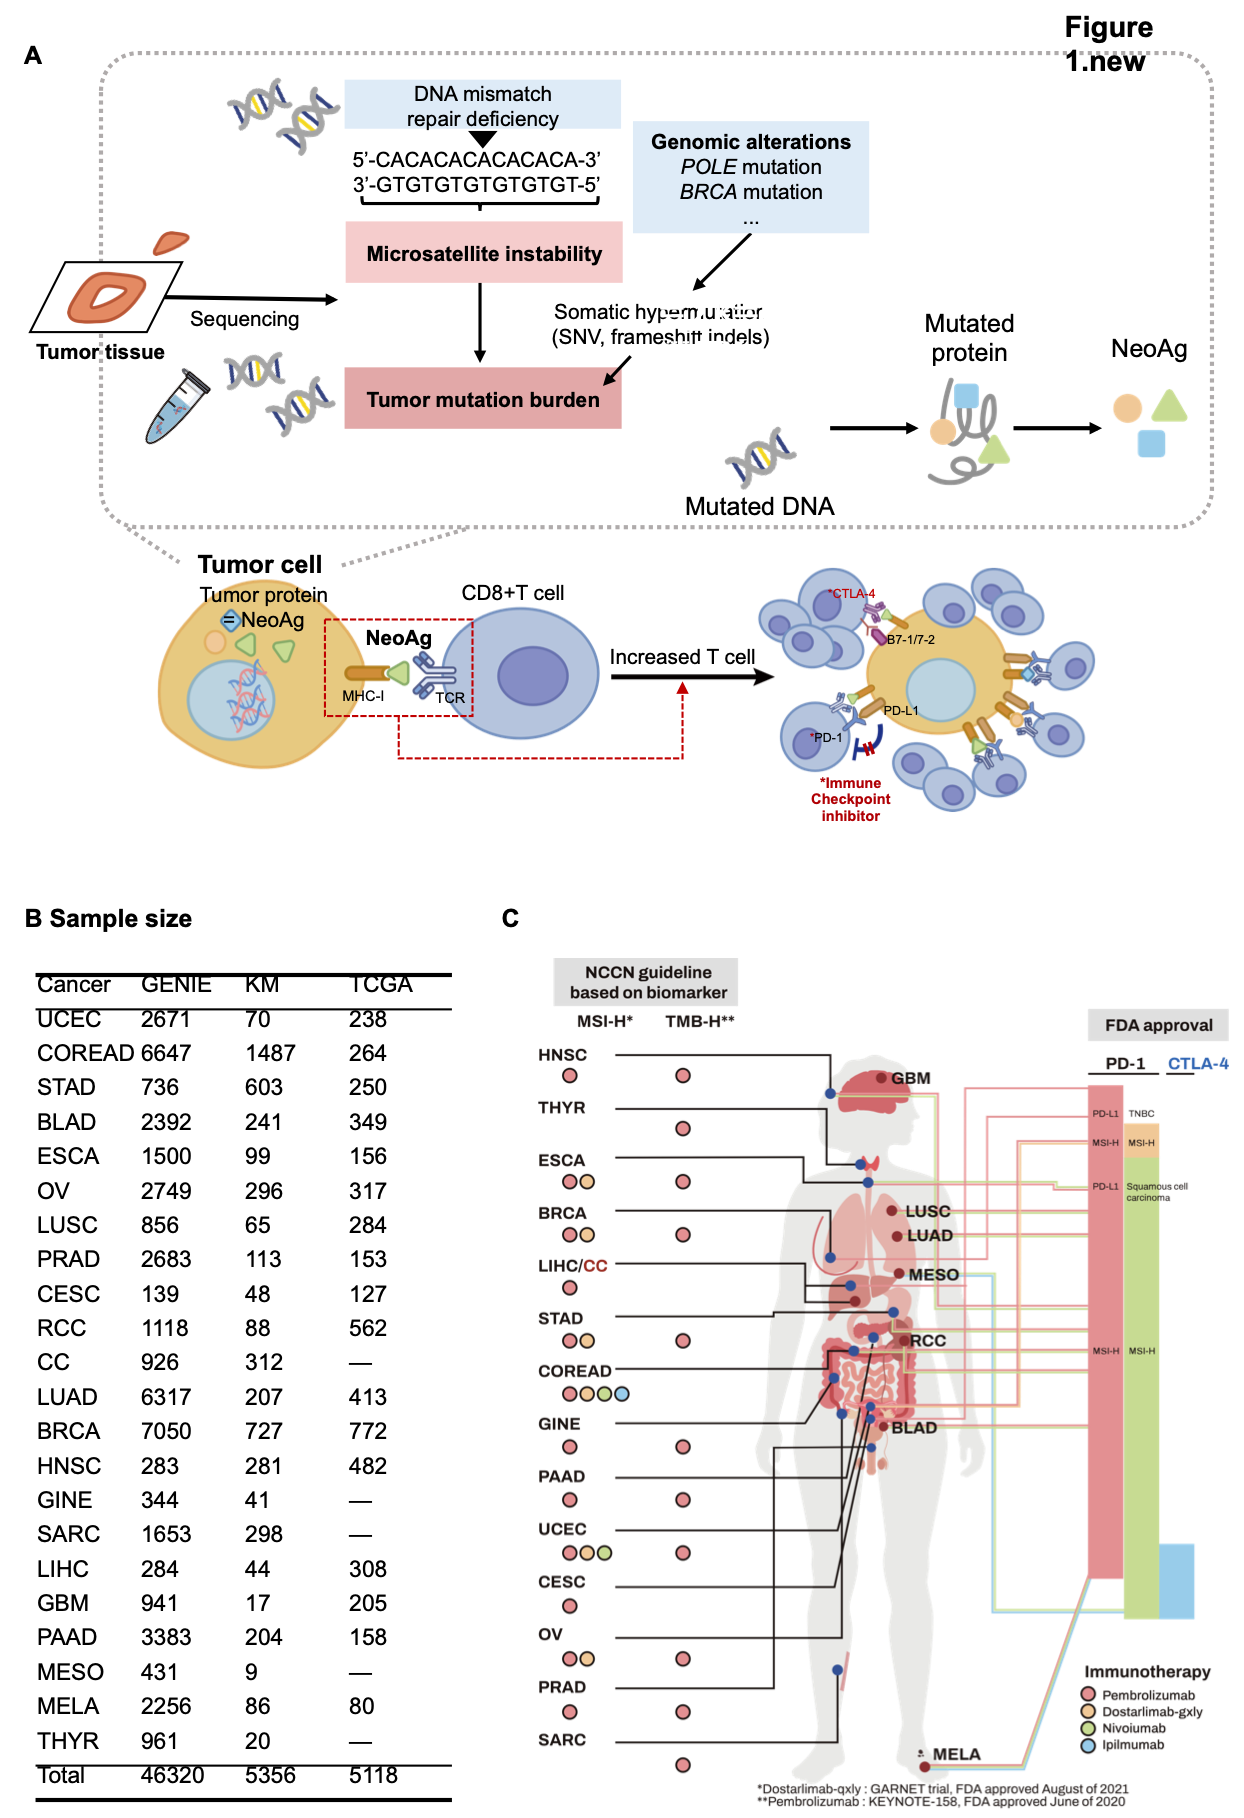 Figure
1.new
A
DNA mismatch
repair deficiency
5’-CACACACACACACA-3’
3’-GTGTGTGTGTGTGT-5’
Genomic alterations
POLE mutation
BRCA mutation
...
Microsatellite instability
Sequencing
Tumor tissue
Somatic hypermutation
(SNV, frameshift indels)
Tumor mutation burden
Mutated
protein
NeoAg
Mutated DNA
Tumor cell
Tumor protein
= NeoAg
CD8+T cell
NeoAg
MHC-I
TCR
Increased T cell
*CTLA-4
B7-1/7-2
PD-L1
*PD-1
*Immune
Checkpoint
inhibitor
B Sample size
Cancer GENIE KM TCGA
UCEC 2671 70 238
COREAD 6647 1487 264
STAD 736 603 250
BLAD 2392 241 349
ESCA 1500 99 156
OV 2749 296 317
LUSC 856 65 284
PRAD 2683 113 153
CESC 139 48 127
RCC 1118 88 562
CC 926 312 —
LUAD 6317 207 413
BRCA 7050 727 772
HNSC 283 281 482
GINE 344 41 —
SARC 1653 298 —
LIHC 284 44 308
GBM 941 17 205
PAAD 3383 204 158
MESO 431 9 —
MELA 2256 86 80
THYR 961 20 —
Total 46320 5356 5118
C
NCCN guideline
based on biomarker
MSI-H* TMB-H**
HNSC
THYR
ESCA
BRCA
LIHC/CC
STAD
COREAD
GINE
PAAD
UCEC
CESC
OV
PRAD
SARC
GBM
LUSC
LUAD
MESO
RCC
BLAD
MELA
FDA approval
PD-1 CTLA-4
PD-L1 TNBC
MSI-H MSI-H
PD-L1 Squamous cell
carcinoma
MSI-H MSI-H
Immunotherapy
Pembrolizumab
Dostarlimab-gxly
Nivoiumab
Ipilmumab
*Dostarlimab-qxly : GARNET trial, FDA approved August of 2021
**Pembrolizumab : KEYNOTE-158, FDA approved June of 2020